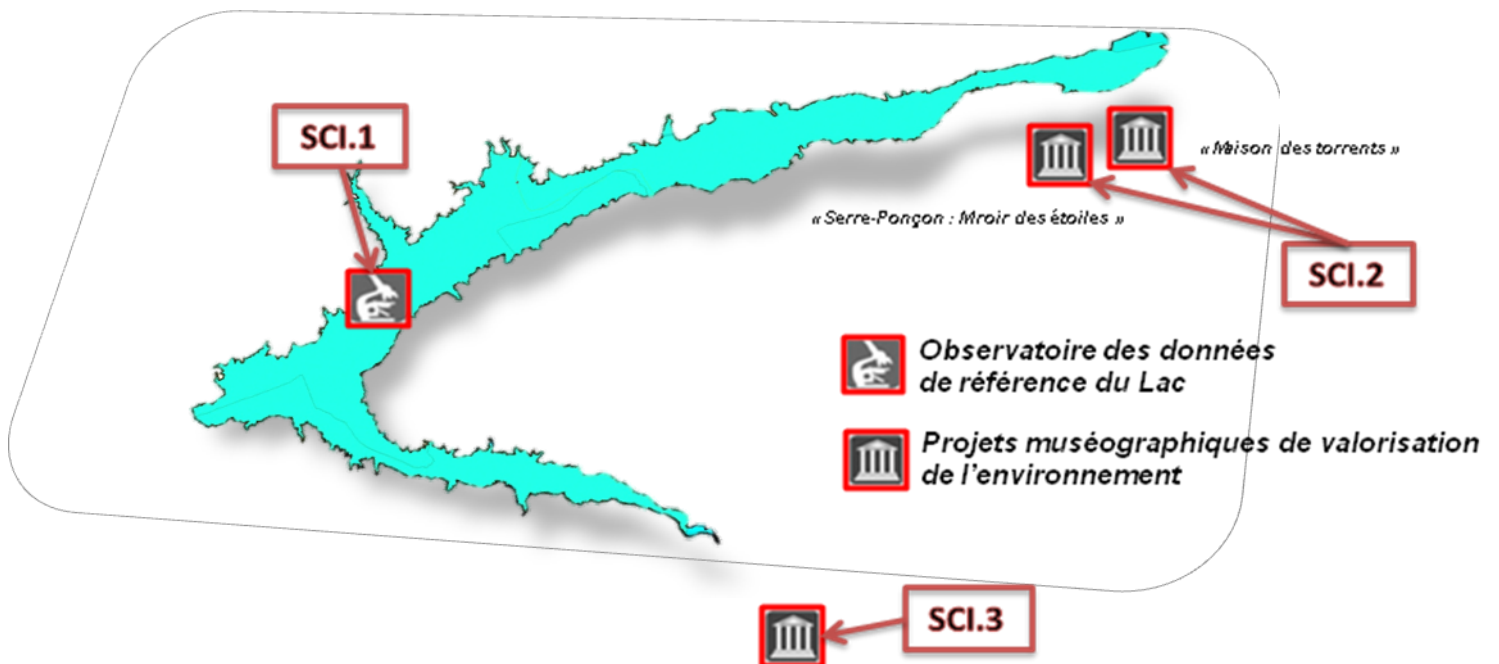 SCI.1
« Maison des torrents »
« Serre-Ponçon : Miroir des étoiles »
SCI.2
Observatoire des données
de référence du Lac
Projets muséographiques de valorisation
de l'environnement
SCI.3